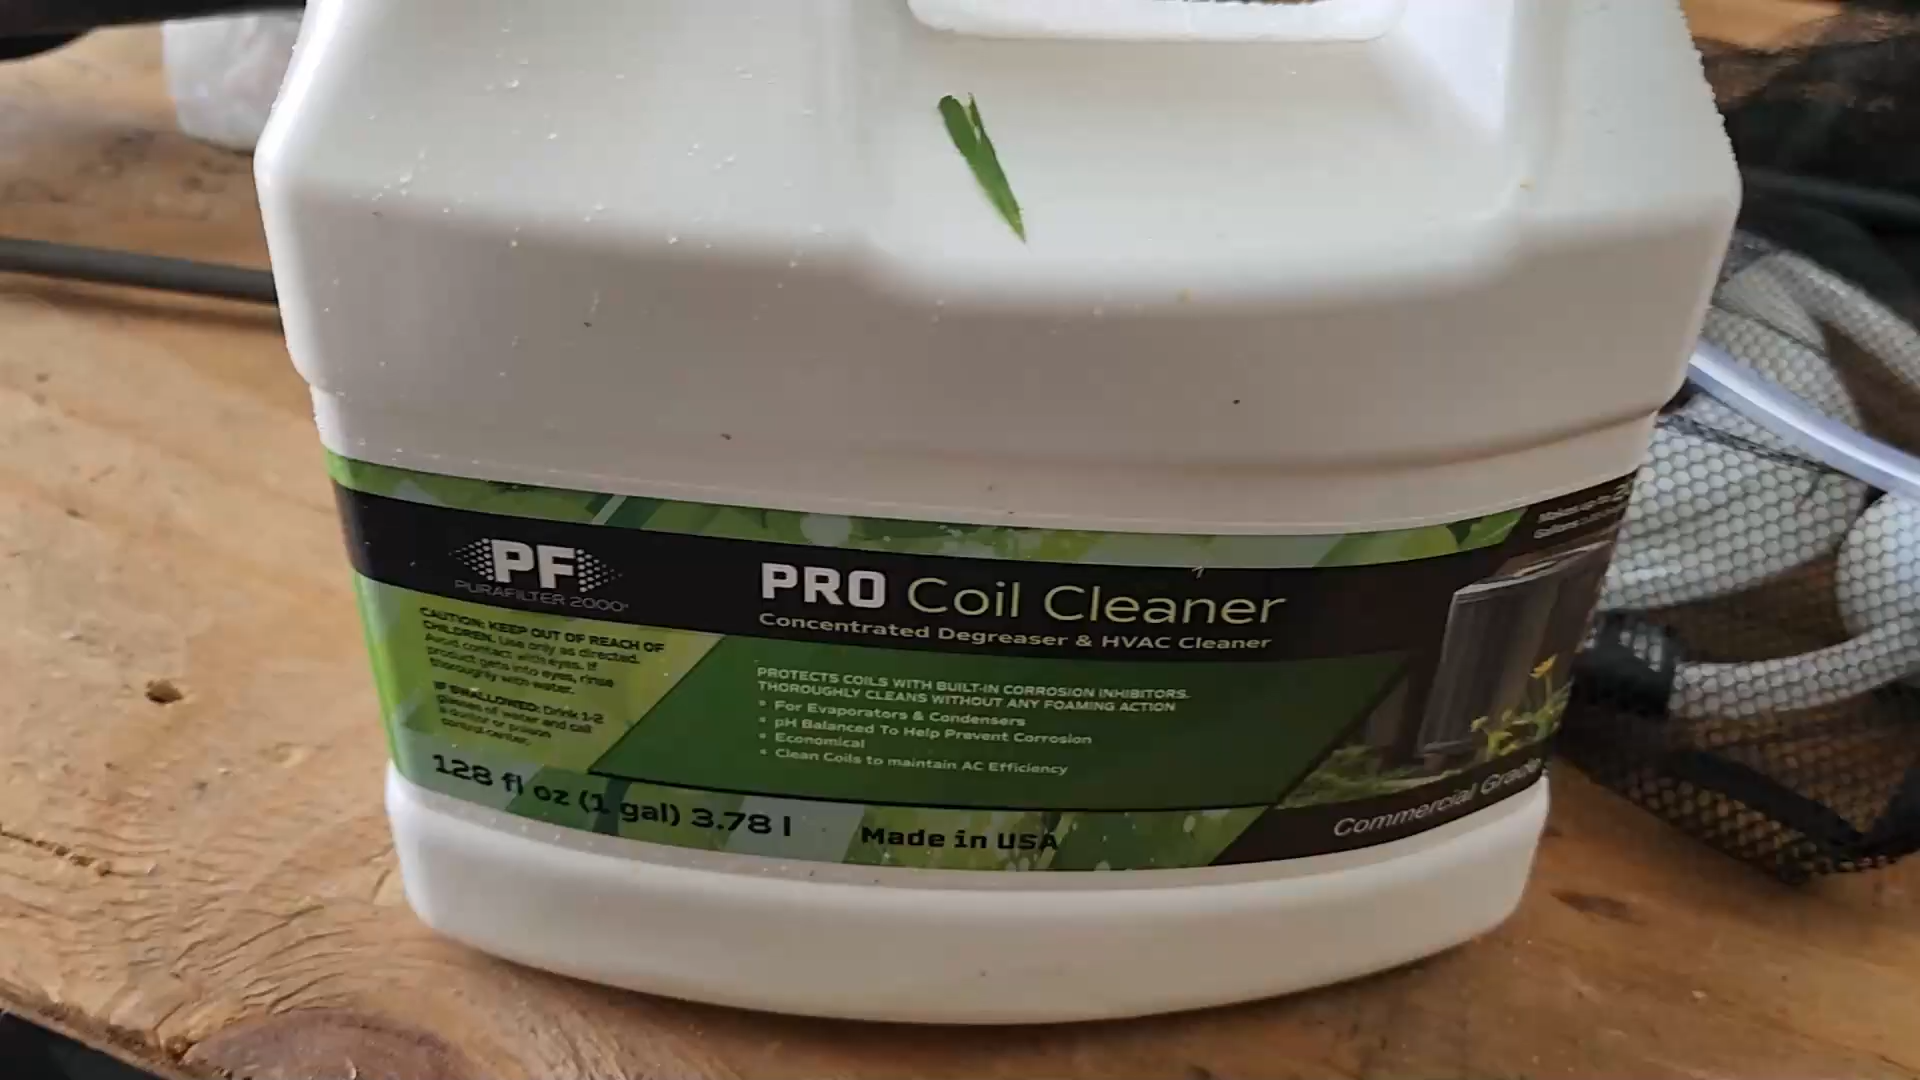 PF
PURAFILTER 2000®
CAUTION: KEEP OUT OF REACH OF
CHILDREN. Use only as directed.
Avoid contact with eyes. If
product gets into eyes, rinse
thoroughly with water.
IF SWALLOWED: Drink 1-2
glasses of water and call
a doctor or poison
control center.
128 fl oz (1 gal) 3.78 l
PRO Coil Cleaner
Concentrated Degreaser & HVAC Cleaner
PROTECTS COILS WITH BUILT-IN CORROSION INHIBITORS.
THOROUGHLY CLEANS WITHOUT ANY FOAMING ACTION
* For Evaporators & Condensers
* pH Balanced To Help Prevent Corrosion
* Economical
* Clean Coils to maintain AC Efficiency
Made in USA
Makes up to
Commercial Grade